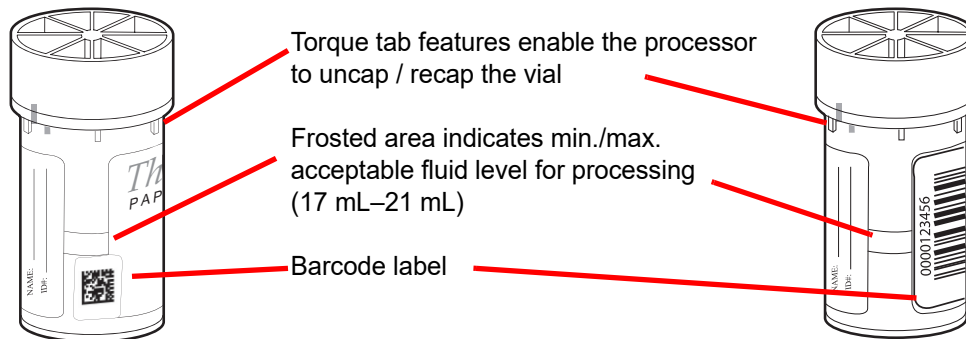 Torque tab features enable the processor
to uncap / recap the vial
Frosted area indicates min./max.
acceptable fluid level for processing
(17 mL–21 mL)
Barcode label
Th
PAP
NAME:
ID#:
NAME:
ID#:
0000123456